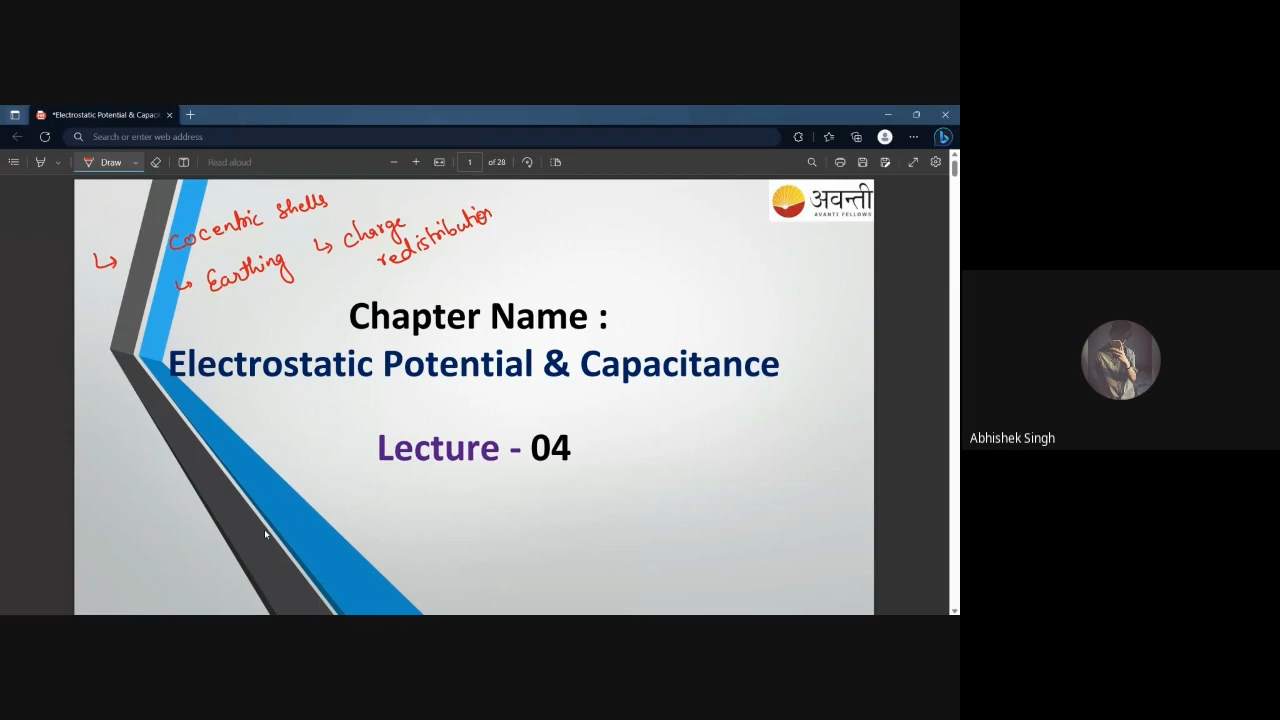 *Electrostatic Potential & Capaci
Search or enter web address
Draw
Read aloud
1 of 28
अवन्ती
AVANTI FELLOWS
↳ Cocentric shells
↳ Earthing
↳ Charge
redistribution
Chapter Name :
Electrostatic Potential & Capacitance
Lecture - 04
Abhishek Singh